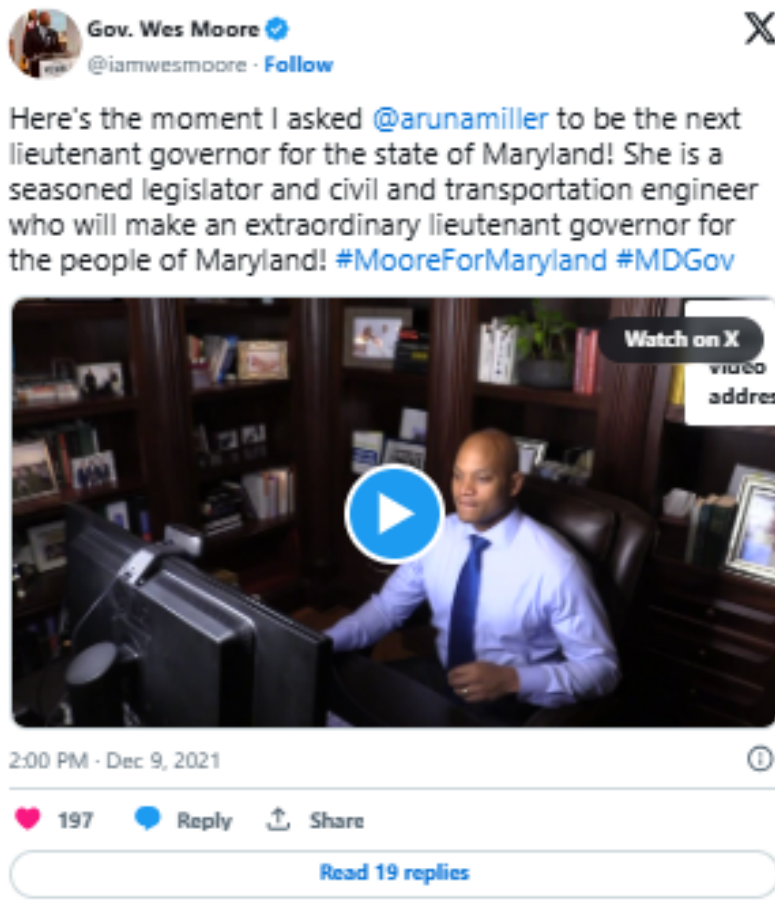 Gov. Wes Moore
@iamwesmoore · Follow
Here's the moment I asked @arunamiller to be the next
lieutenant governor for the state of Maryland! She is a
seasoned legislator and civil and transportation engineer
who will make an extraordinary lieutenant governor for
the people of Maryland! #MooreForMaryland #MDGov
Watch on X
video
addres
2:00 PM · Dec 9, 2021
197 Reply Share
Read 19 replies